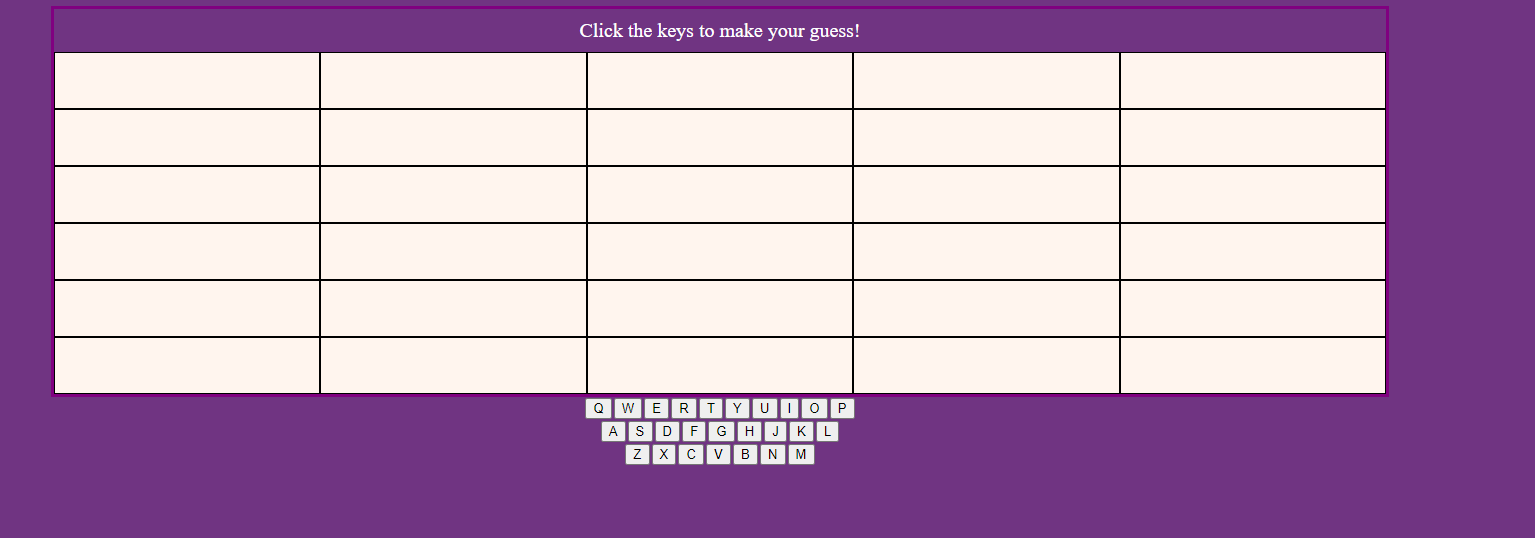 Click the keys to make your guess!
Q W E R T Y U I O P
A S D F G H J K L
Z X C V B N M